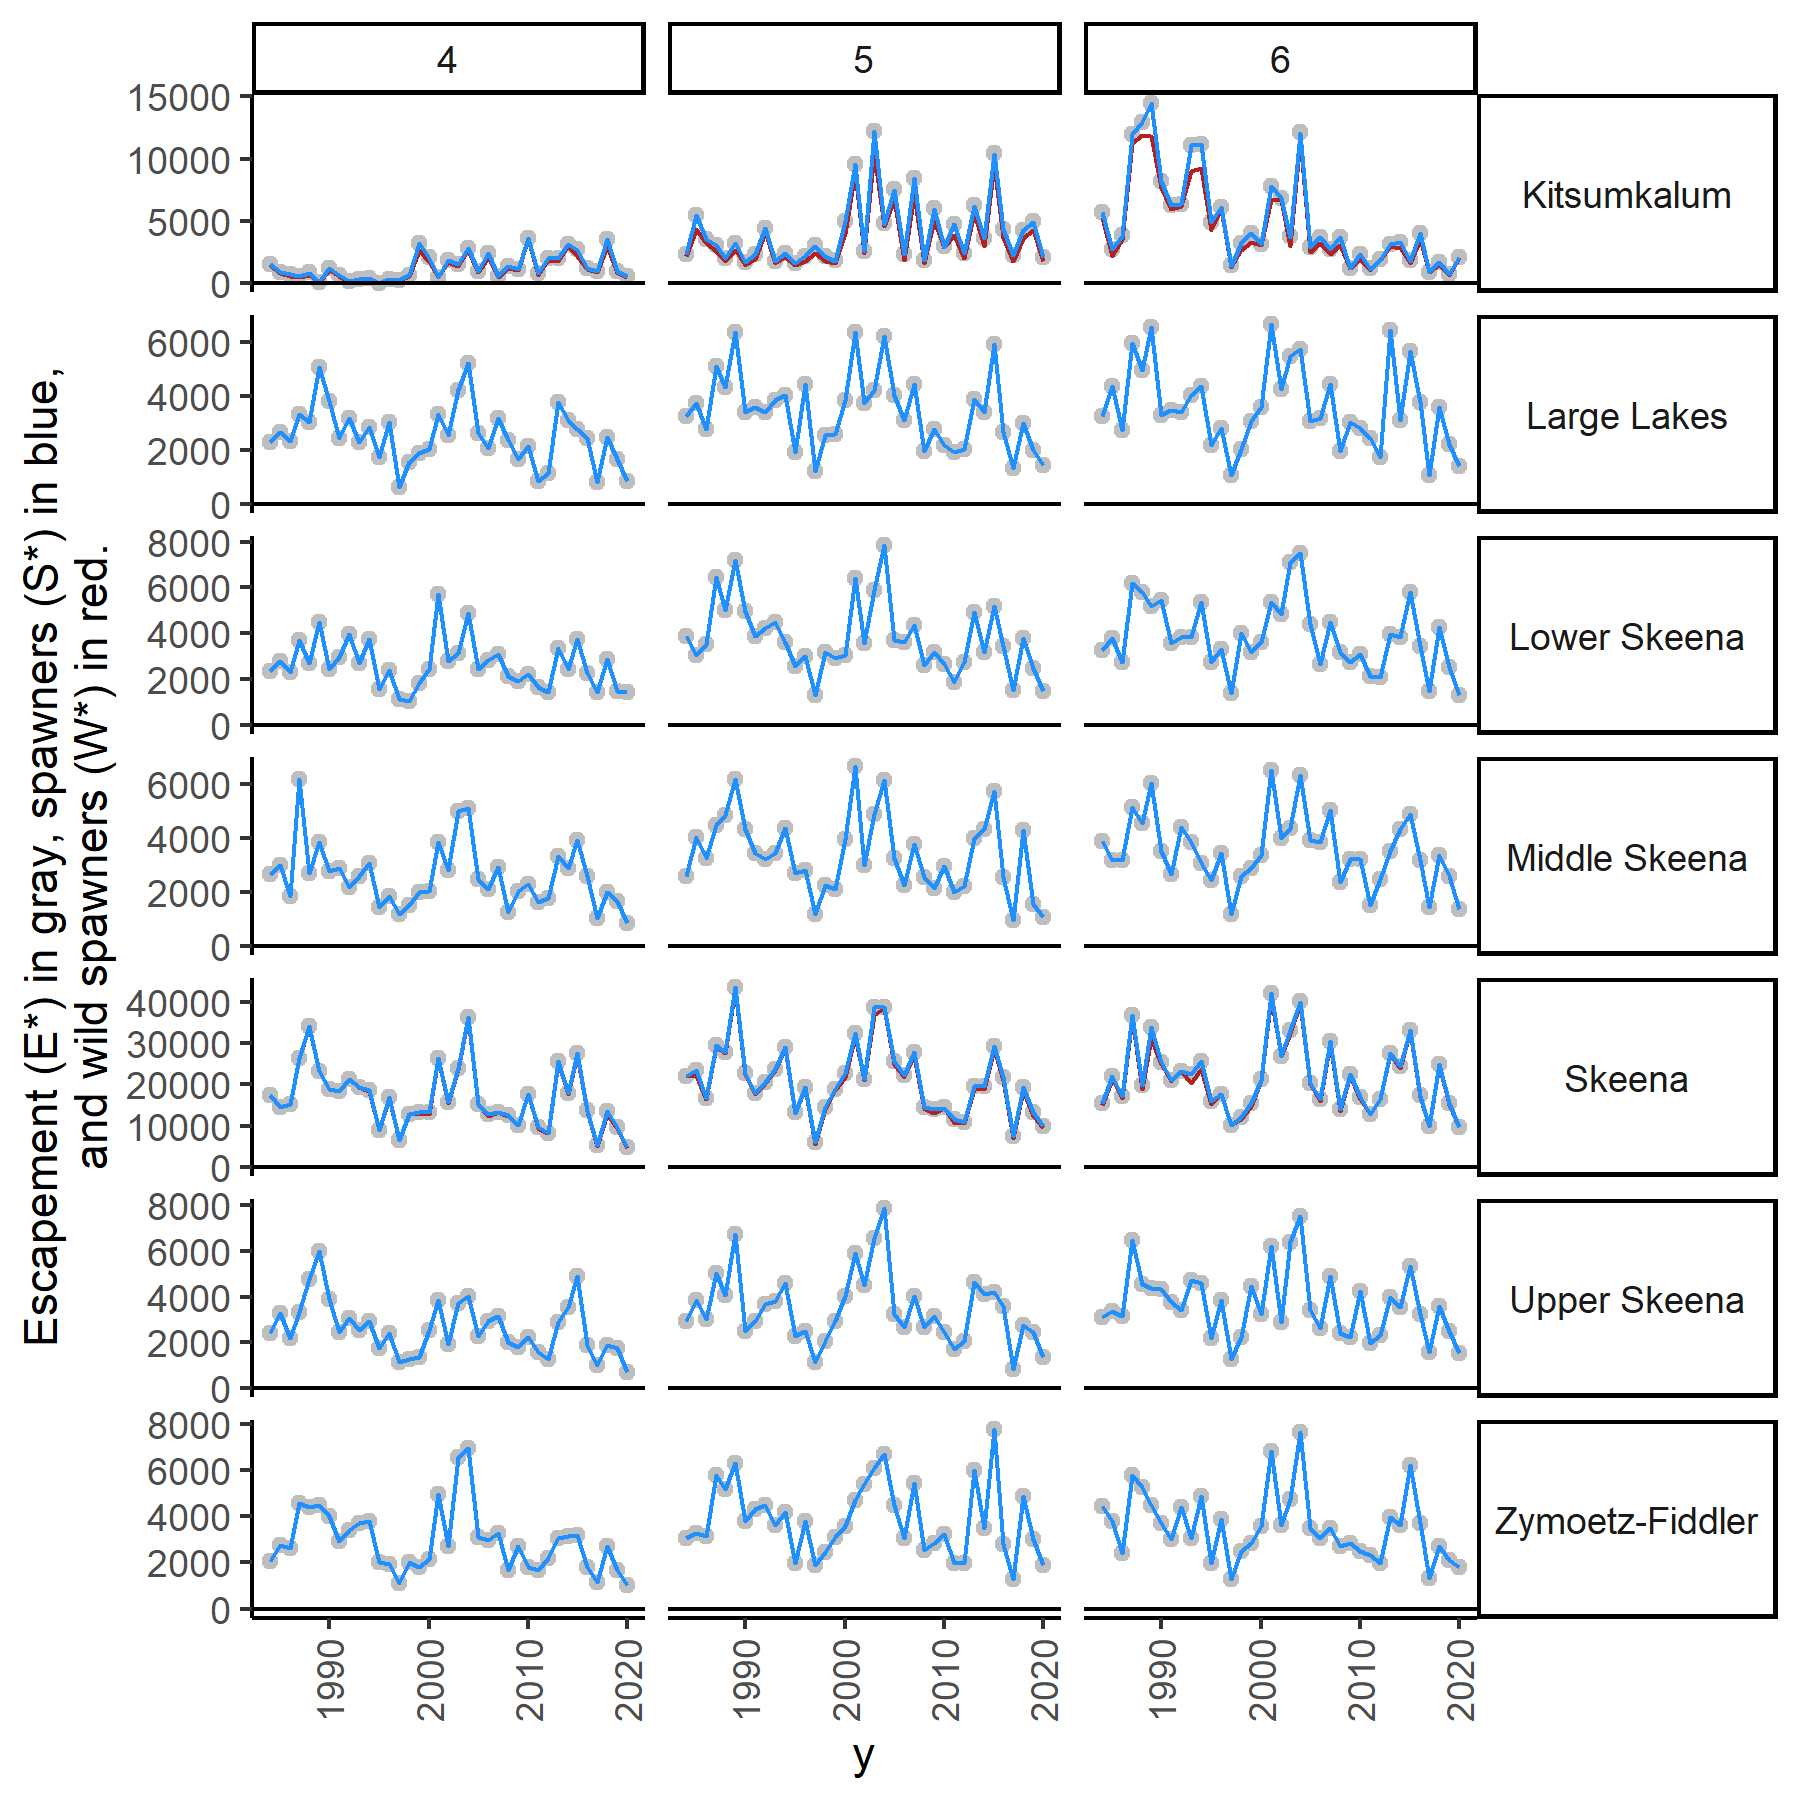 4 5 6
Escapement (E*) in gray, spawners (S*) in blue,
and wild spawners (W*) in red.
15000
10000
5000
0
Kitsumkalum
6000
4000
2000
0
Large Lakes
8000
6000
4000
2000
0
Lower Skeena
6000
4000
2000
0
Middle Skeena
40000
30000
20000
10000
0
Skeena
8000
6000
4000
2000
0
Upper Skeena
8000
6000
4000
2000
0
Zymoetz-Fiddler
1990 2000 2010 2020 1990 2000 2010 2020 1990 2000 2010 2020
y